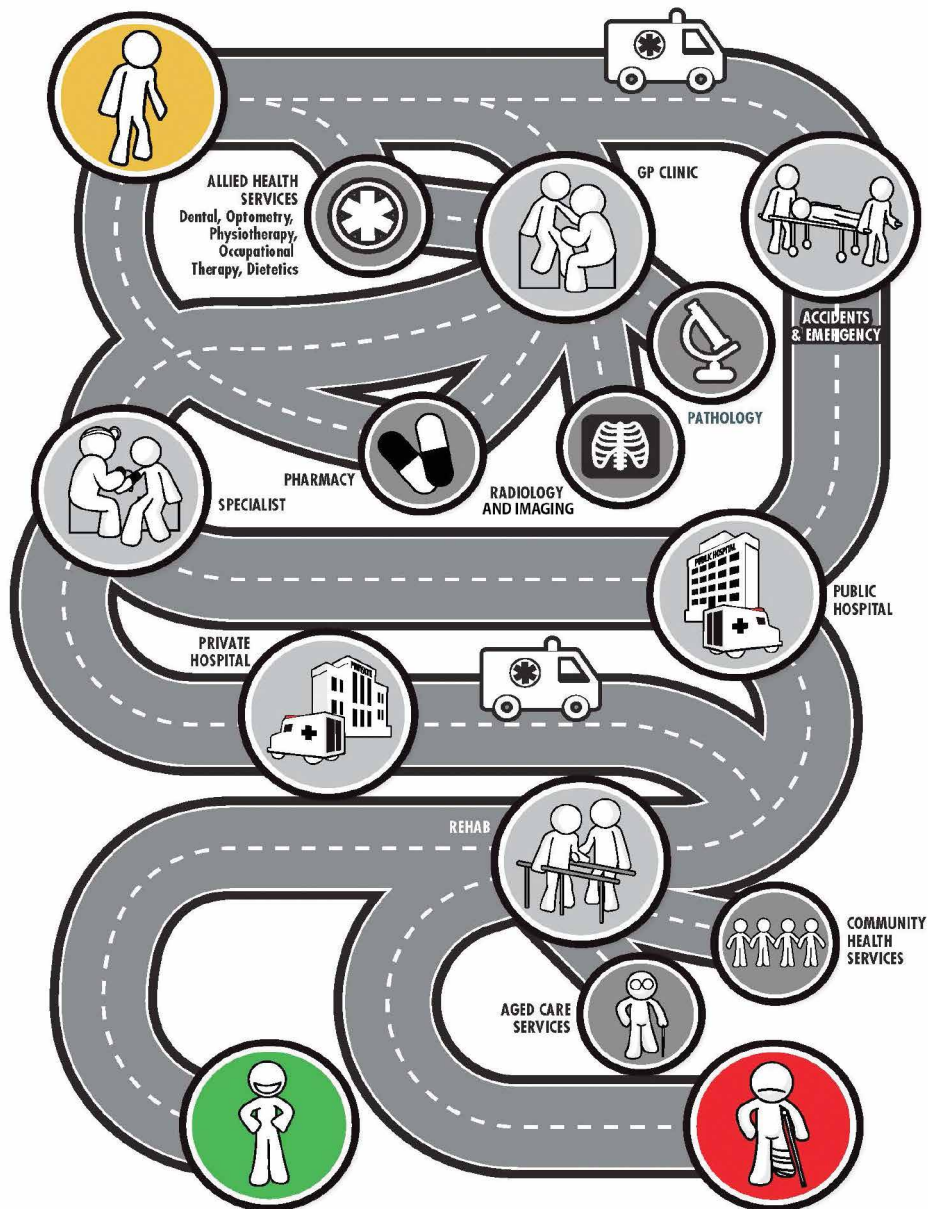 ALLIED HEALTH
SERVICES
Dental, Optometry,
Physiotherapy,
Occupational
Therapy, Dietetics
GP CLINIC
ACCIDENTS
& EMERGENCY
PATHOLOGY
PHARMACY
RADIOLOGY
AND IMAGING
SPECIALIST
PUBLIC HOSPITAL
PUBLIC
HOSPITAL
PRIVATE
HOSPITAL
PRIVATE
REHAB
COMMUNITY
HEALTH
SERVICES
AGED CARE
SERVICES